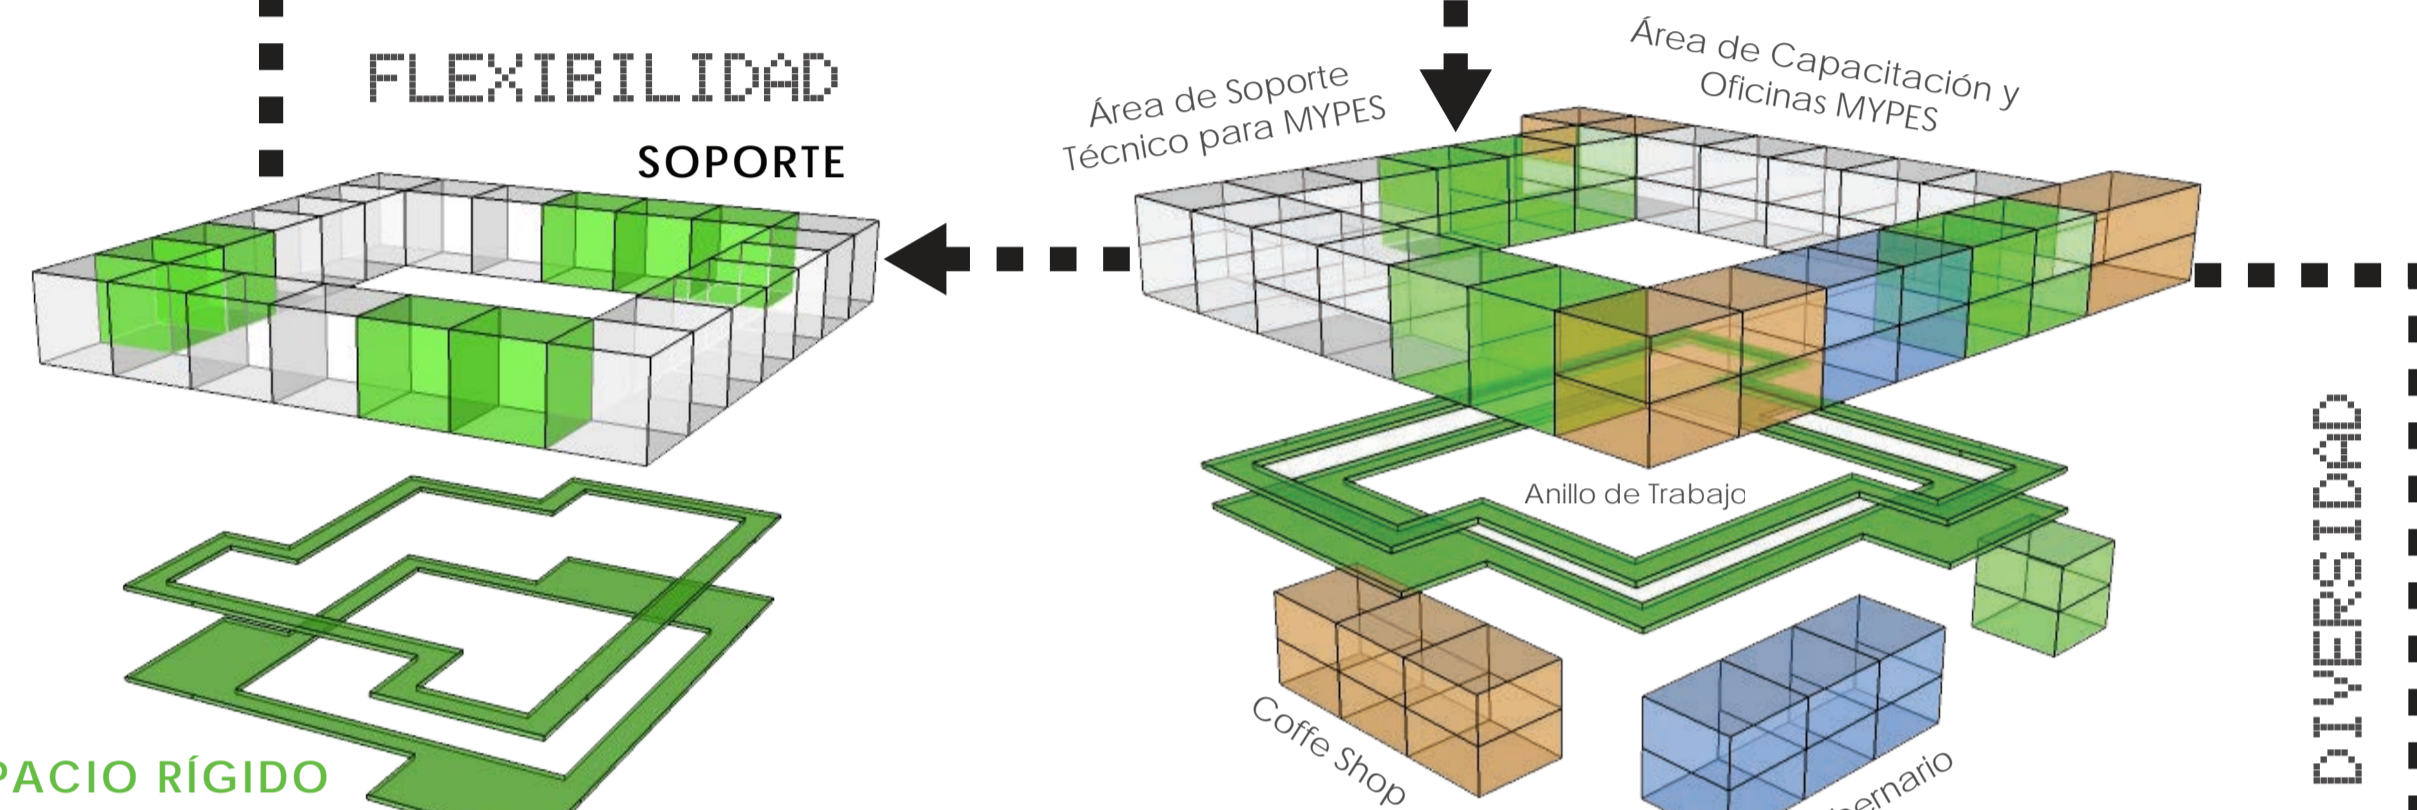 FLEXIBILIDAD
SOPORTE
Área de Soporte
Técnico para MYPES
Área de Capacitación y
Oficinas MYPES
Anillo de Trabajo
DIVERSIDAD
Coffe Shop
RÍGIDO